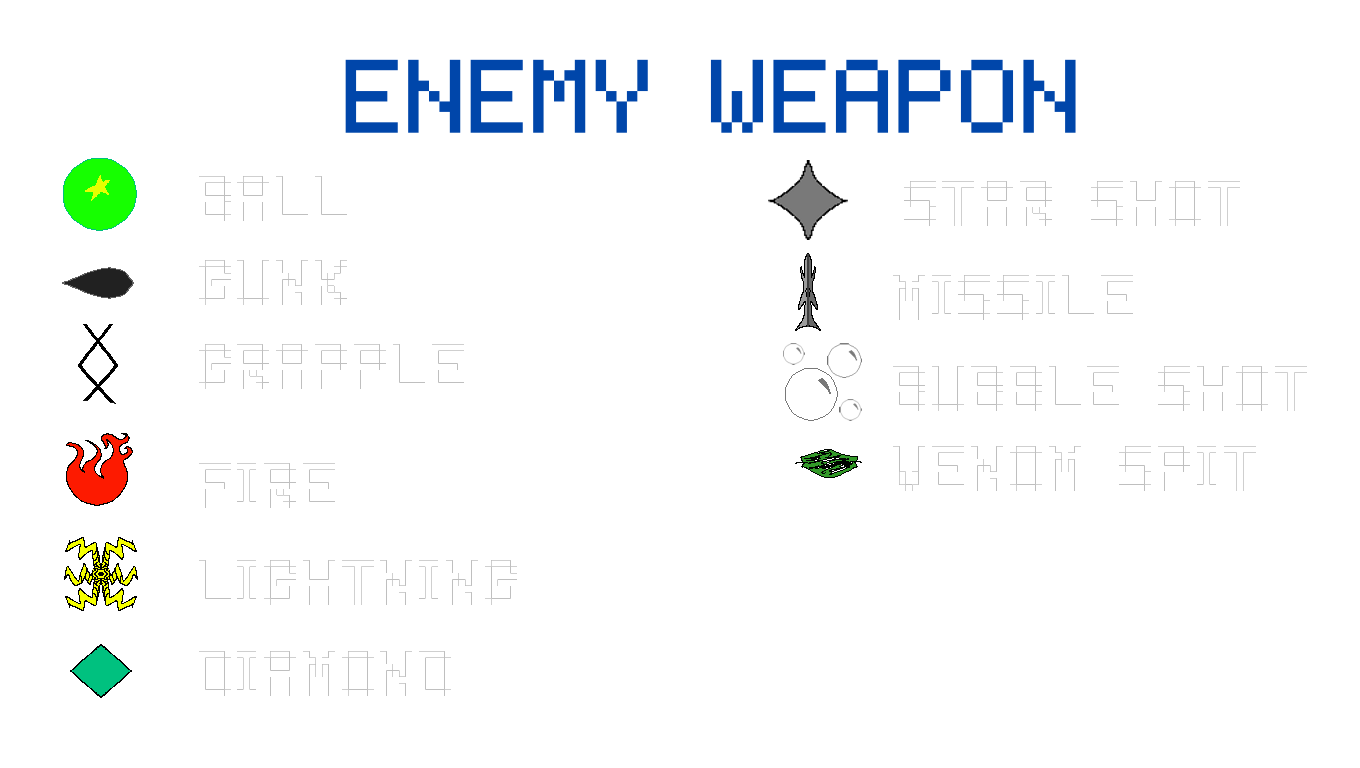 ENEMY WEAPON
BALL
GUNK
GRAPPLE
FIRE
LIGHTNING
DIAMOND
STAR SHOT
MISSILE
BUBBLE SHOT
VENOM SPIT